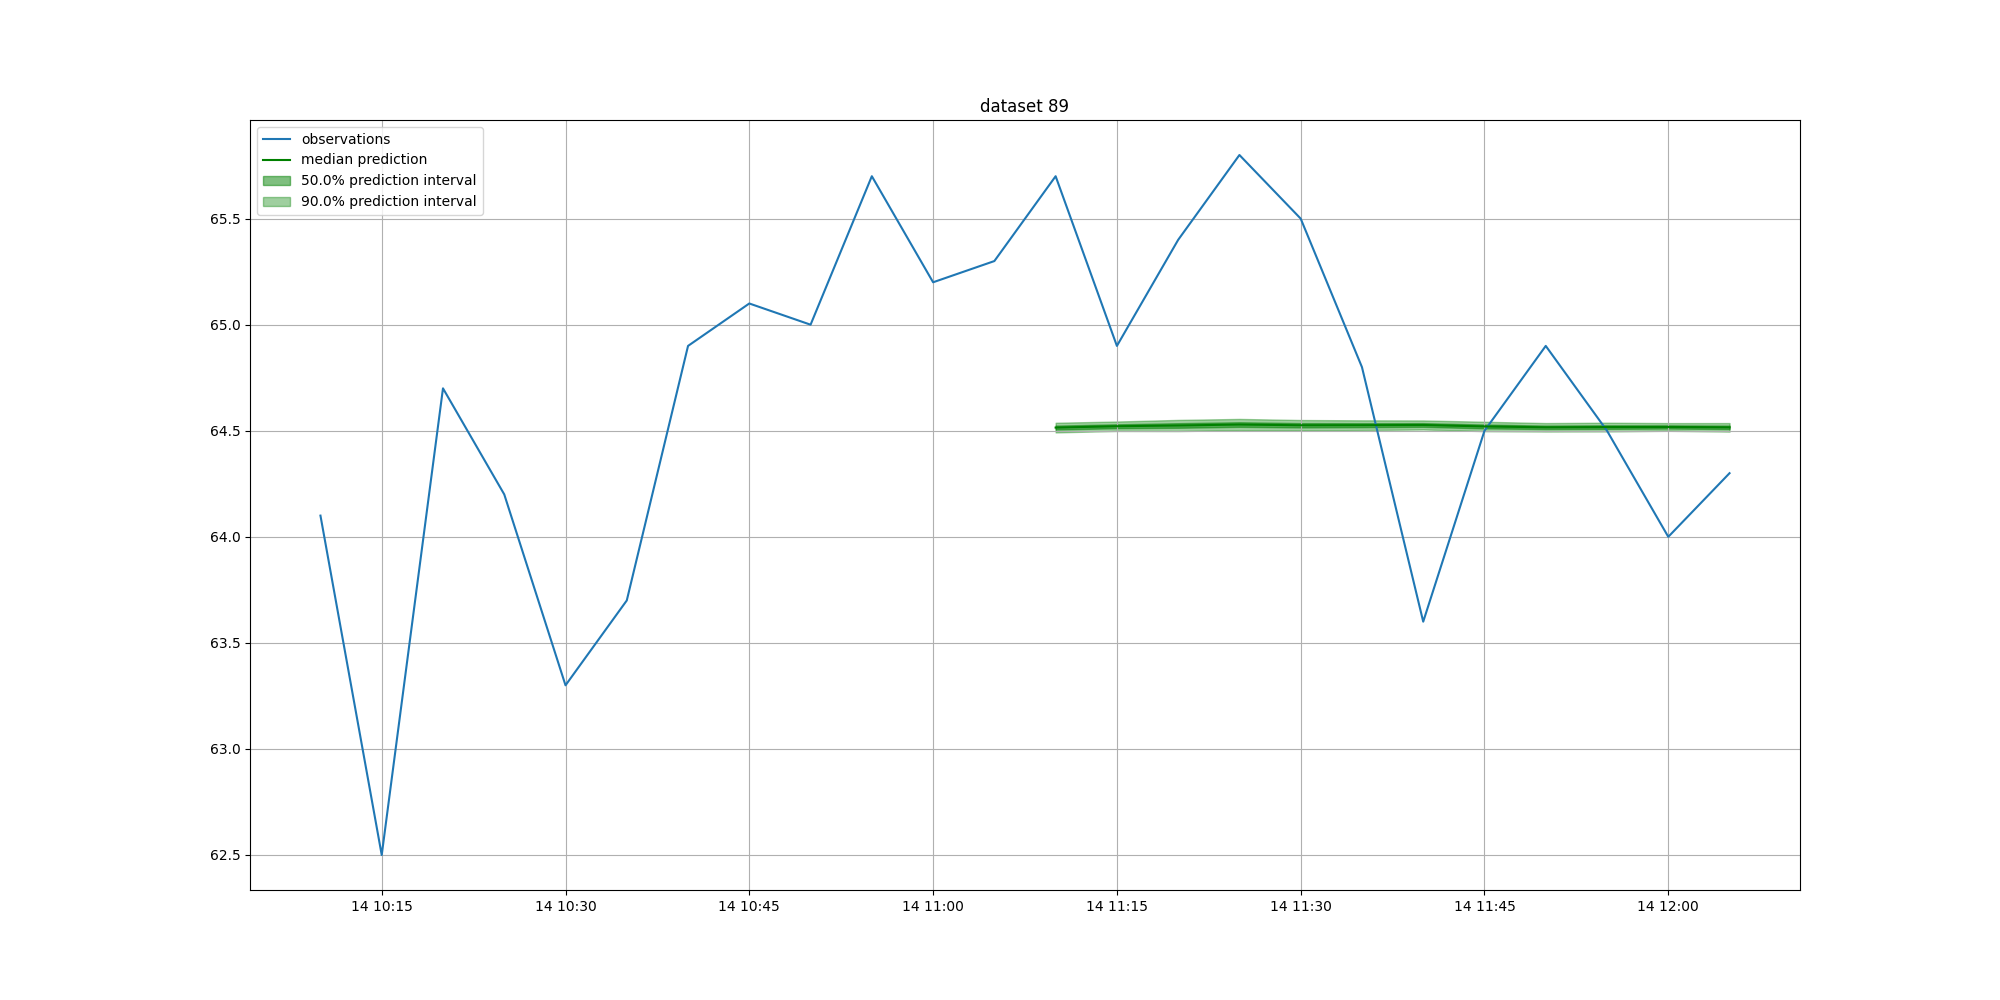 dataset 89
observations
median prediction
50.0% prediction interval
90.0% prediction interval
65.5
65.0
64.5
64.0
63.5
63.0
62.5
14 10:15 14 10:30 14 10:45 14 11:00 14 11:15 14 11:30 14 11:45 14 12:00